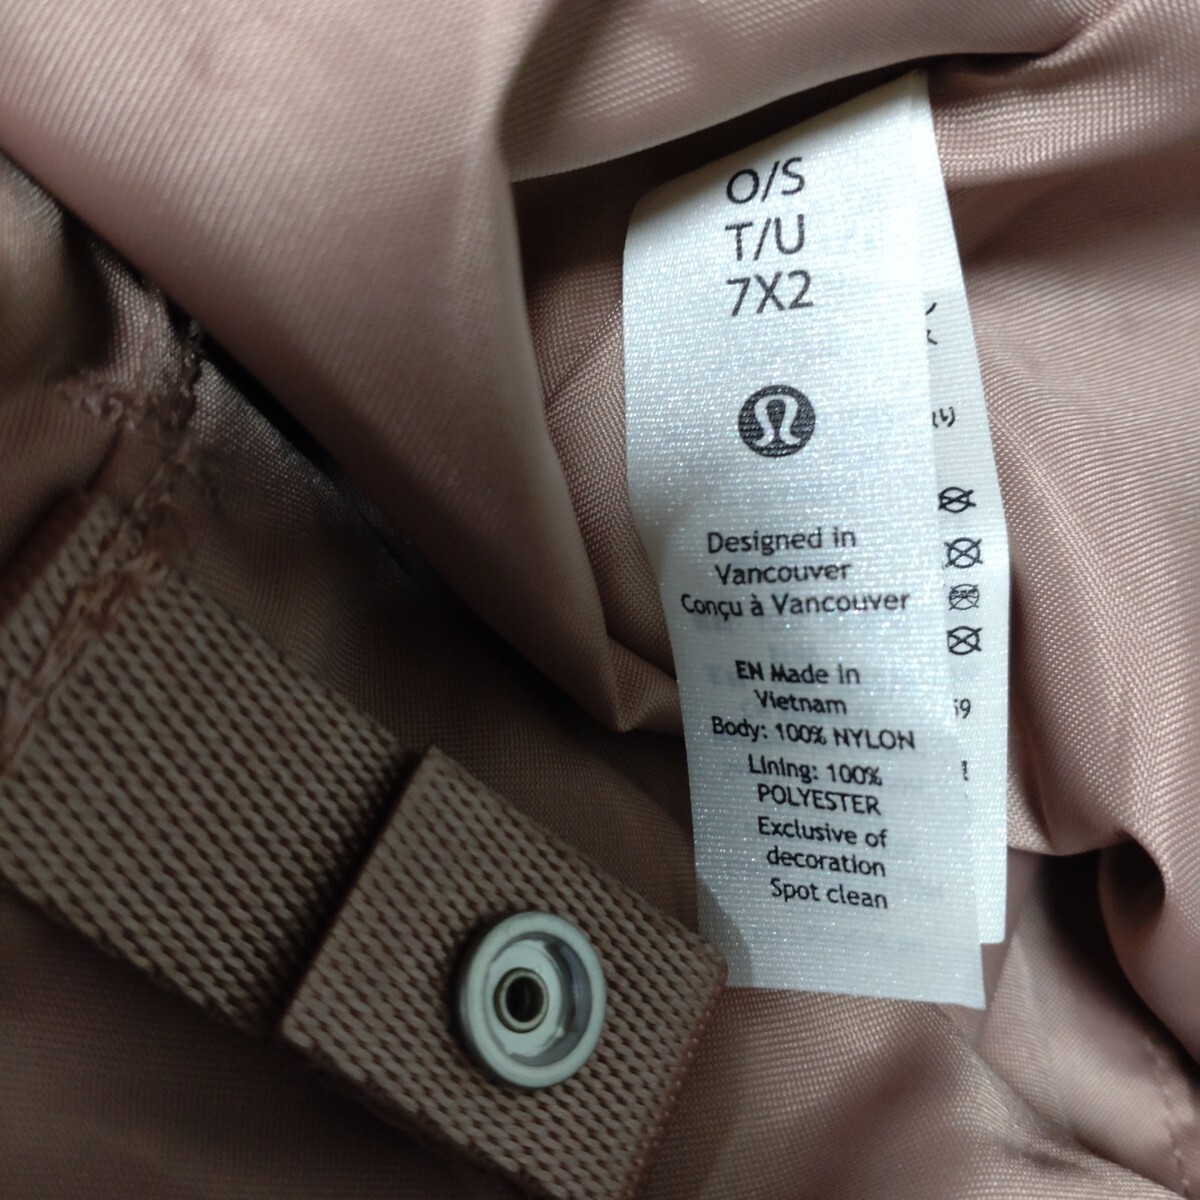 O/S
T/U
7X2
Designed in
Vancouver
Conçu à Vancouver
EN Made in
Vietnam
Body: 100% NYLON
Lining: 100%
POLYESTER
Exclusive of
decoration
Spot clean